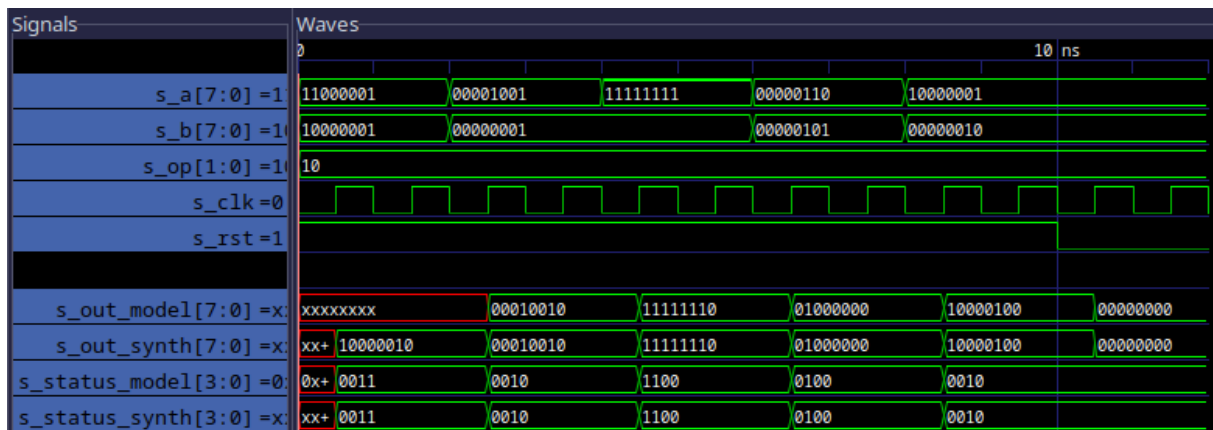 Signals Waves
0 10 ns
s_a[7:0] =1 11000001 00001001 11111111 00000110 10000001
s_b[7:0] =1 10000001 00000001 00000101 00000010
s_op[1:0] =1 10
s_clk =0
s_rst =1
s_out_model[7:0] =x xxxxxxxx 00010010 11111110 01000000 10000100 00000000
s_out_synth[7:0] =x xx+ 10000010 00010010 11111110 01000000 10000100 00000000
s_status_model[3:0] =0 0x+ 0011 0010 1100 0100 0010
s_status_synth[3:0] =x xx+ 0011 0010 1100 0100 0010